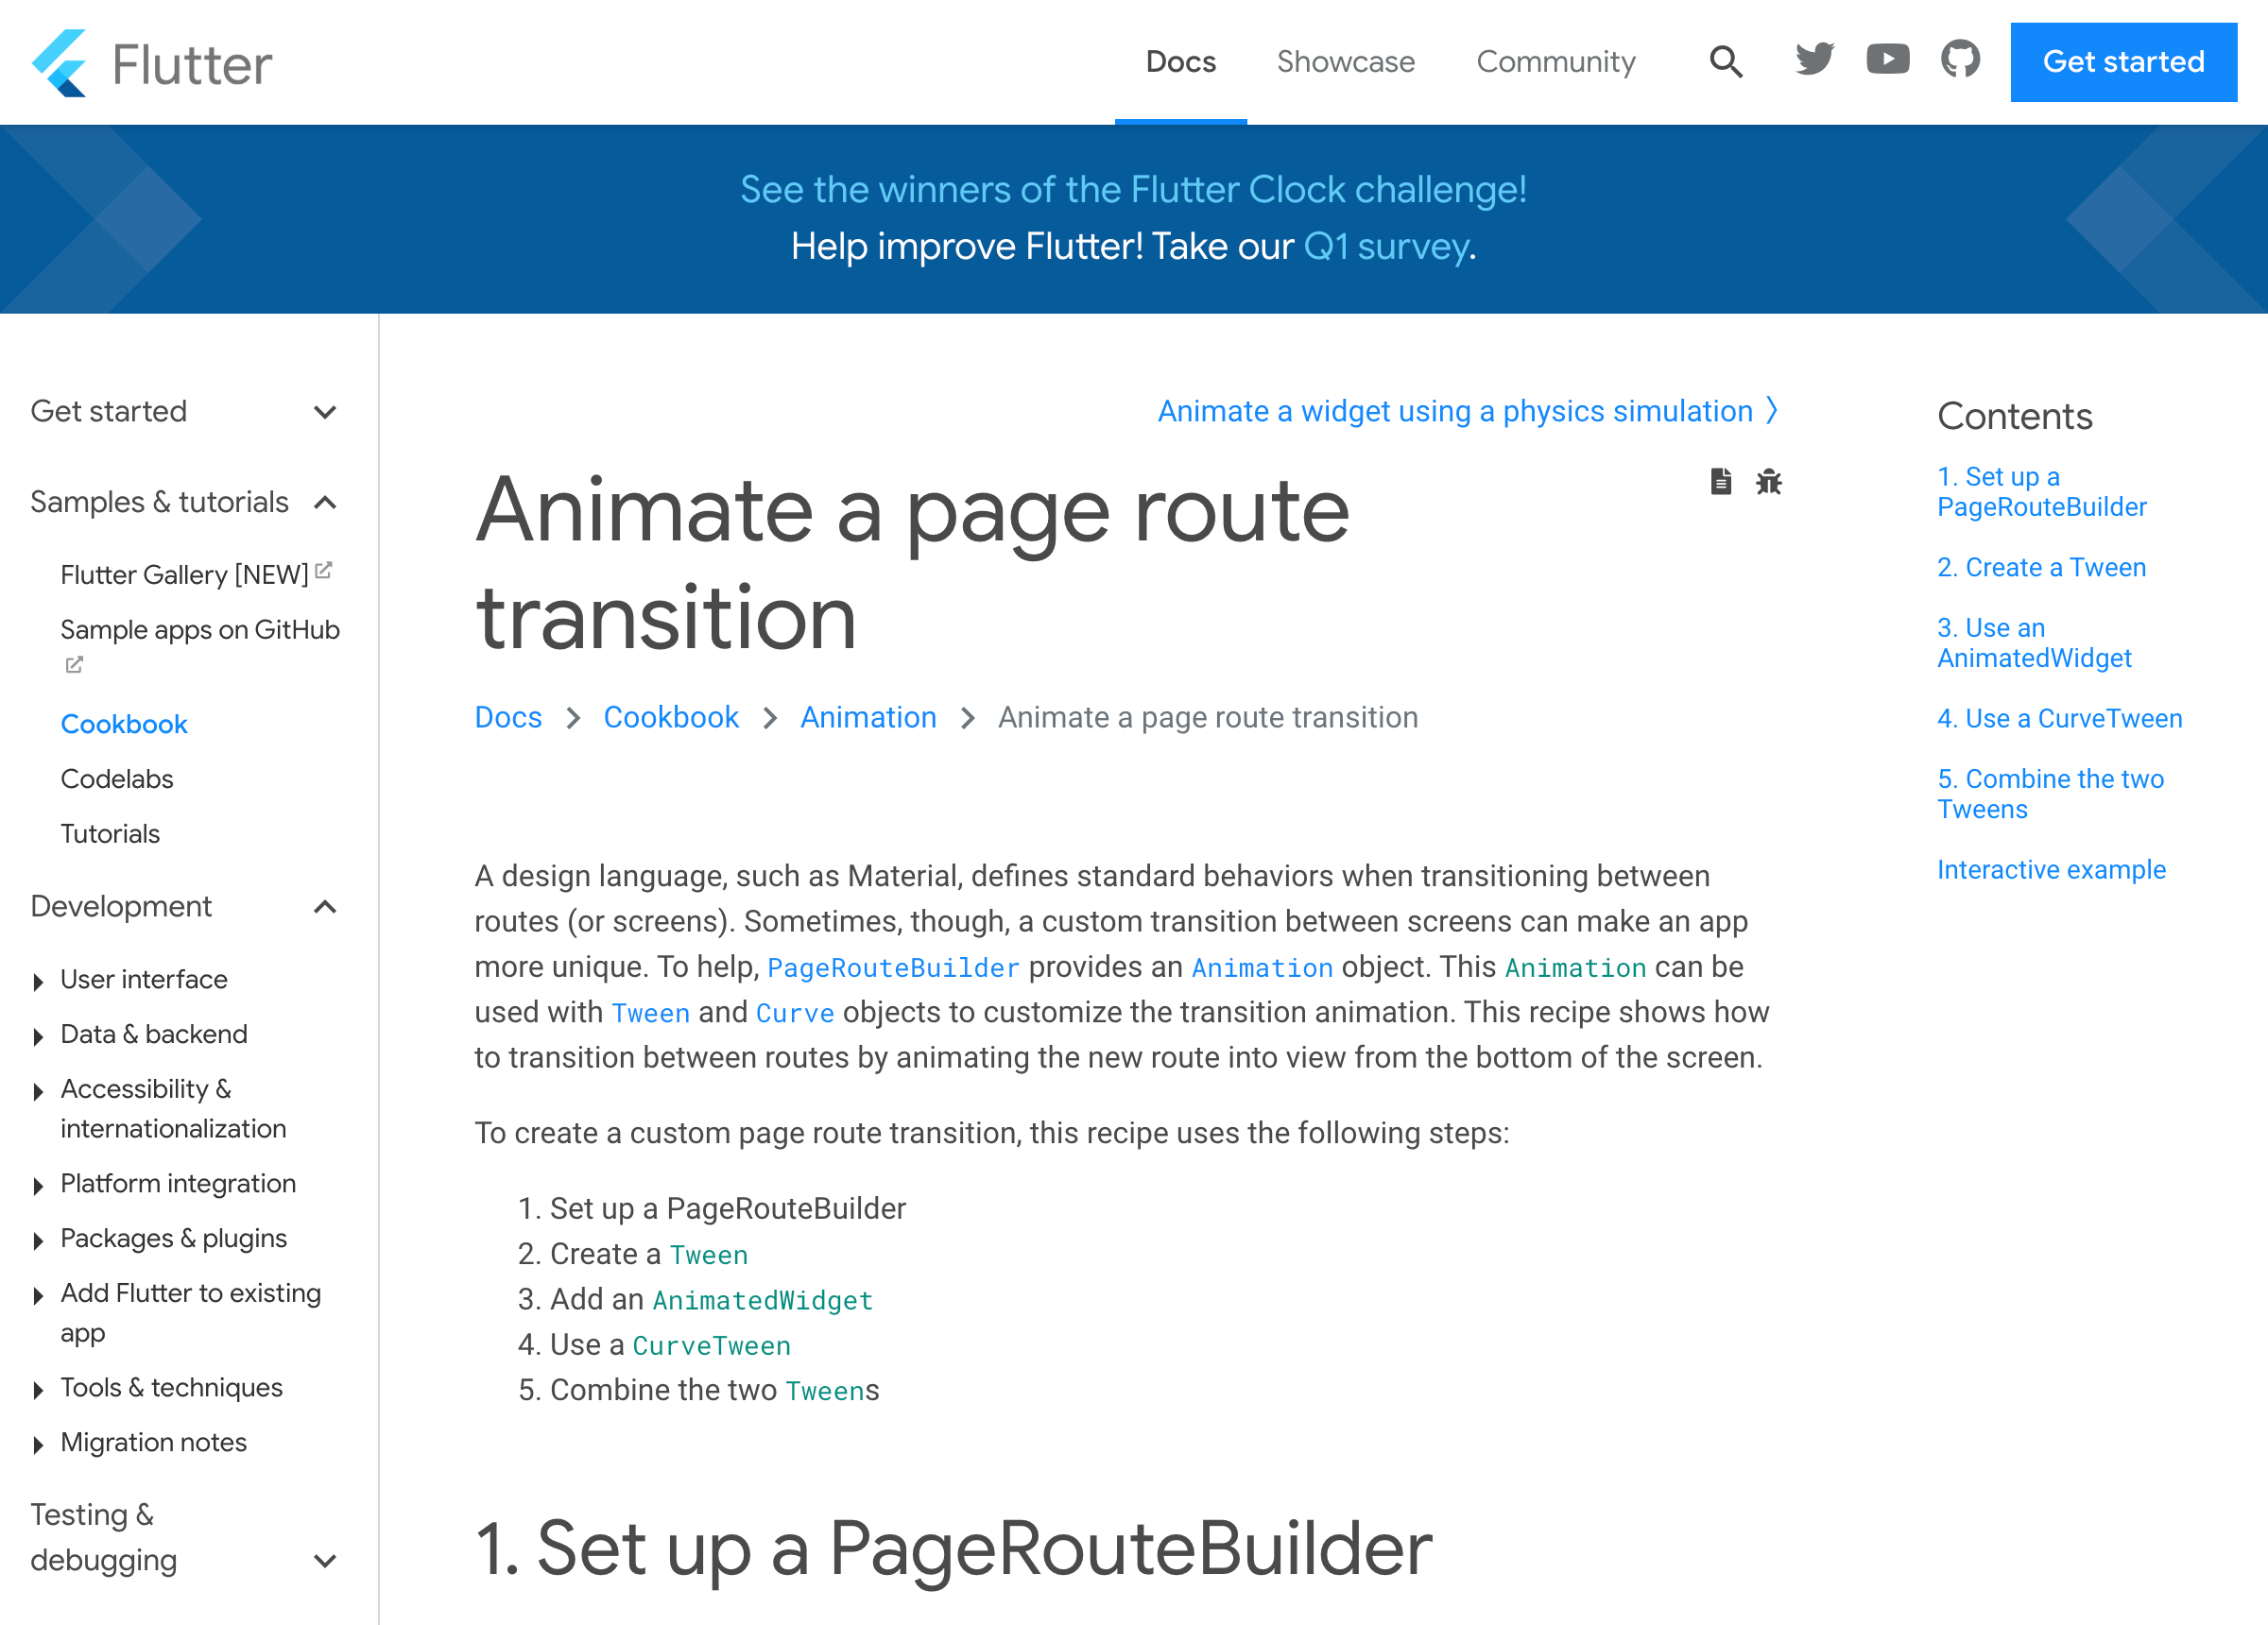 Flutter
Docs
Showcase
Community
Get started
See the winners of the Flutter Clock challenge!
Help improve Flutter! Take our Q1 survey.
Get started
Samples & tutorials
Flutter Gallery [NEW]
Sample apps on GitHub
Cookbook
Codelabs
Tutorials
Development
User interface
Data & backend
Accessibility &
internationalization
Platform integration
Packages & plugins
Add Flutter to existing
app
Tools & techniques
Migration notes
Testing &
debugging
Animate a widget using a physics simulation 〉
Animate a page route
transition
Docs > Cookbook > Animation > Animate a page route transition
A design language, such as Material, defines standard behaviors when transitioning between
routes (or screens). Sometimes, though, a custom transition between screens can make an app
more unique. To help, PageRouteBuilder provides an Animation object. This Animation can be
used with Tween and Curve objects to customize the transition animation. This recipe shows how
to transition between routes by animating the new route into view from the bottom of the screen.
To create a custom page route transition, this recipe uses the following steps:
1. Set up a PageRouteBuilder
2. Create a Tween
3. Add an AnimatedWidget
4. Use a CurveTween
5. Combine the two Tweens
1. Set up a PageRouteBuilder
Contents
1. Set up a
PageRouteBuilder
2. Create a Tween
3. Use an
AnimatedWidget
4. Use a CurveTween
5. Combine the two
Tweens
Interactive example